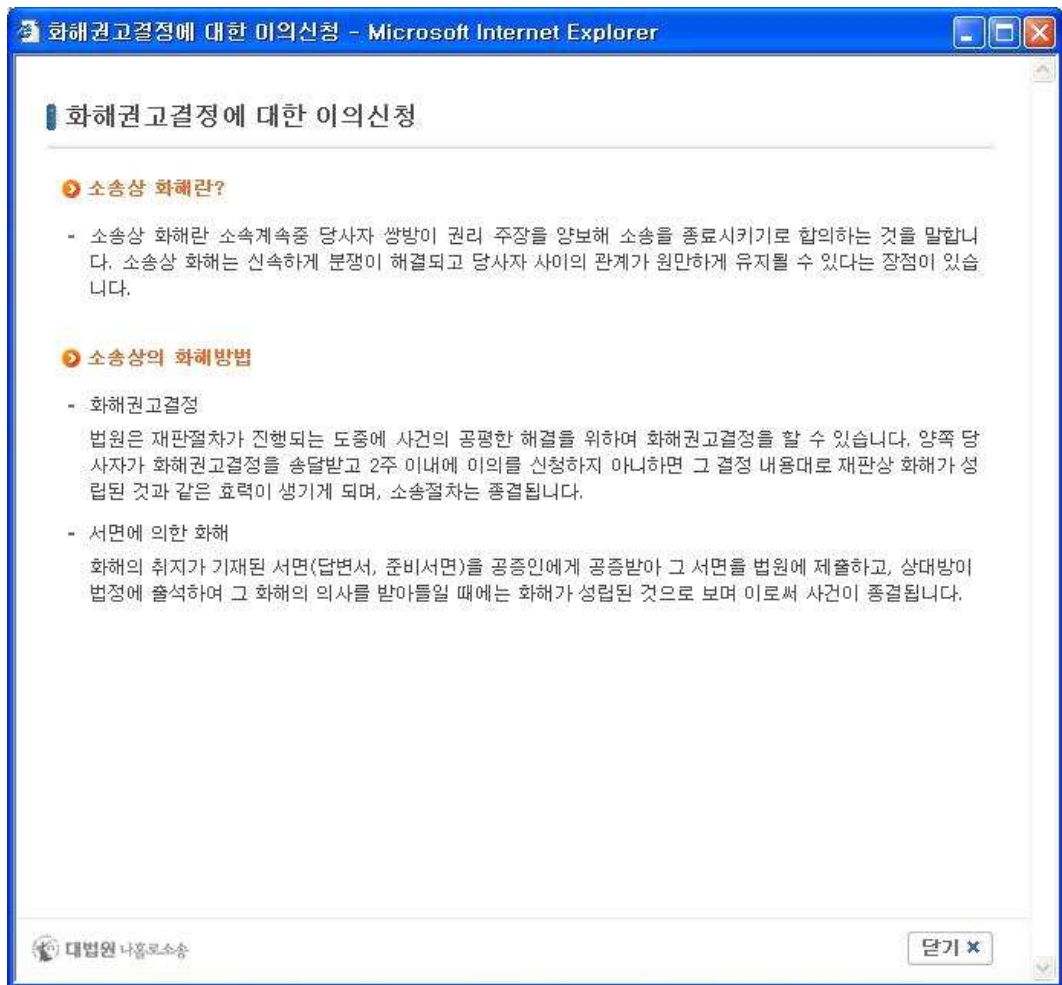 화해권고결정에 대한 이의신청 - Microsoft Internet Explorer
화해권고결정에 대한 이의신청
소송상 화해란?
- 소송상 화해란 소속계속중 당사자 쌍방이 권리 주장을 양보해 소송을 종료시키기로 합의하는 것을 말합니
다. 소송상 화해는 신속하게 분쟁이 해결되고 당사자 사이의 관계가 원만하게 유지될 수 있다는 장점이 있습
니다.
소송상의 화해방법
- 화해권고결정
법원은 재판절차가 진행되는 도중에 사건의 공평한 해결을 위하여 화해권고결정을 할 수 있습니다. 양쪽 당
사자가 화해권고결정을 송달받고 2주 이내에 이의를 신청하지 아니하면 그 결정 내용대로 재판상 화해가 성
립된 것과 같은 효력이 생기게 되며, 소송절차는 종결됩니다.
- 서면에 의한 화해
화해의 취지가 기재된 서면(답변서, 준비서면)을 공증인에게 공증받아 그 서면을 법원에 제출하고, 상대방이
법정에 출석하여 그 화해의 의사를 받아들일 때에는 화해가 성립된 것으로 보며 이로써 사건이 종결됩니다.
대법원 나홀로소송
닫기 ×